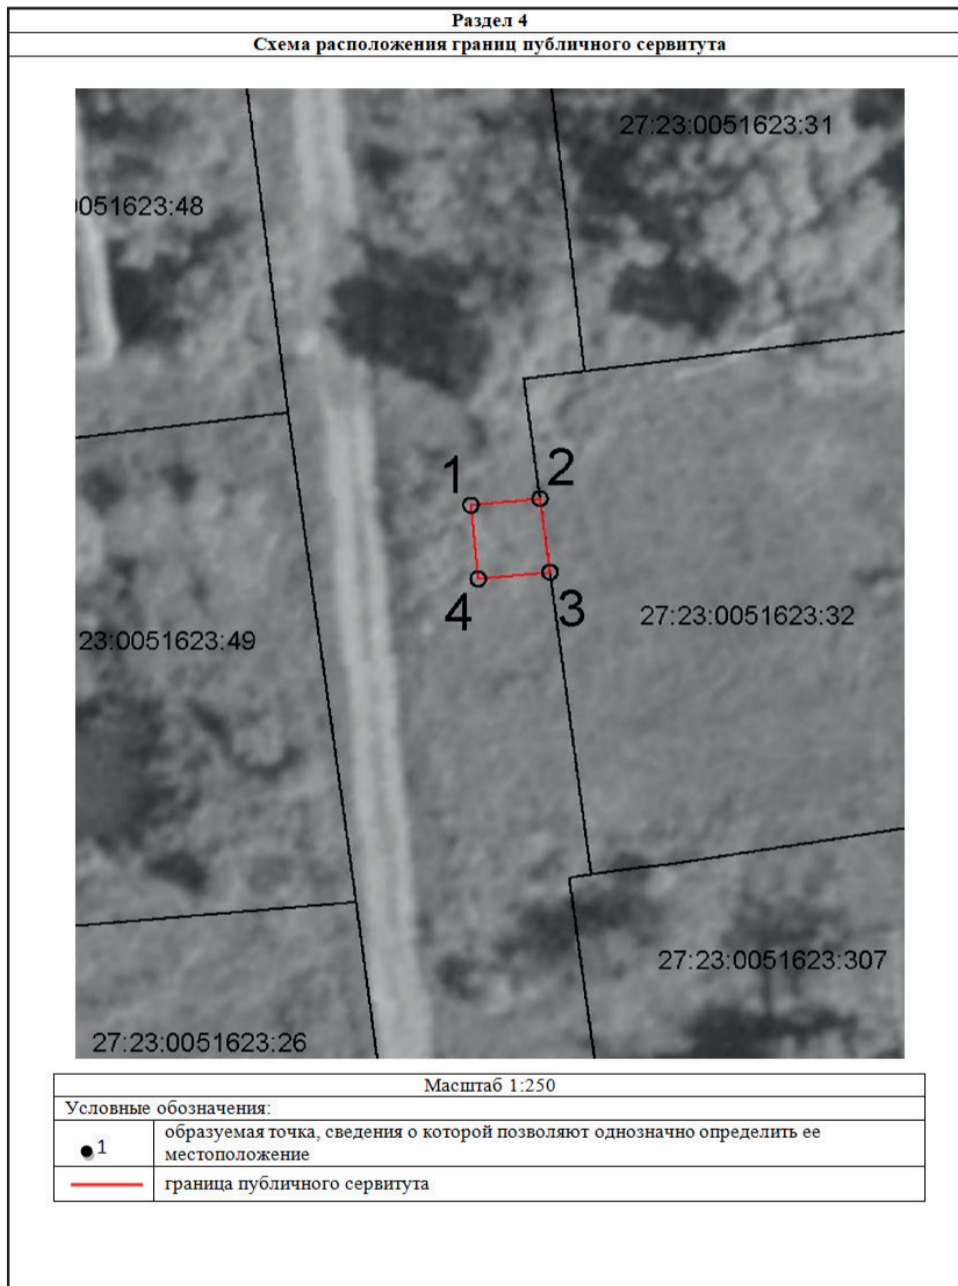 Раздел 4
Схема расположения границ публичного сервитута
27:23:0051623:31
0051623:48
1
2
4
3
27:23:0051623:32
23:0051623:49
27:23:0051623:307
27:23:0051623:26
Масштаб 1:250
Условные обозначения:
1
образуемая точка, сведения о которой позволяют однозначно определить ее
местоположение
граница публичного сервитута